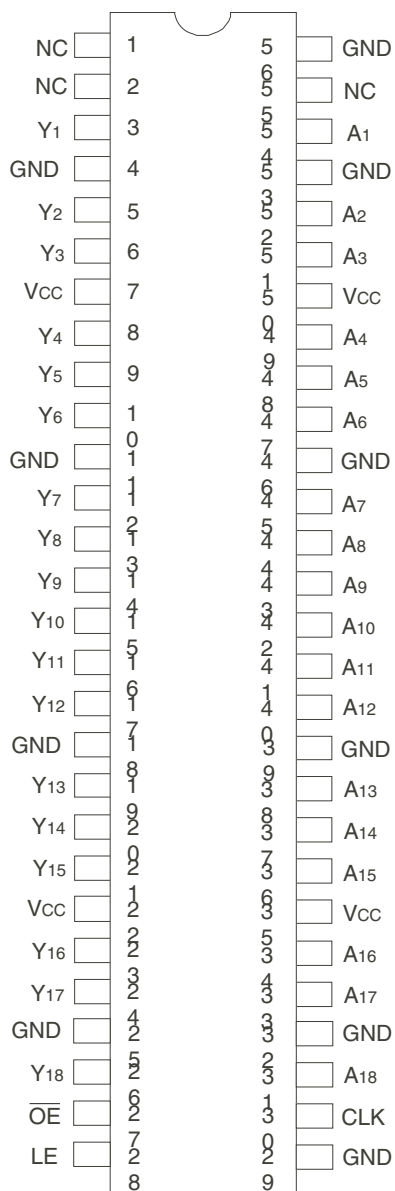 NC 1 56 GND
NC 2 55 NC
Y1 3 54 A1
GND 4 53 GND
Y2 5 52 A2
Y3 6 51 A3
VCC 7 50 VCC
Y4 8 49 A4
Y5 9 48 A5
Y6 10 47 A6
GND 11 46 GND
Y7 12 45 A7
Y8 13 44 A8
Y9 14 43 A9
Y10 15 42 A10
Y11 16 41 A11
Y12 17 40 A12
GND 18 39 GND
Y13 19 38 A13
Y14 20 37 A14
Y15 21 36 A15
VCC 22 35 VCC
Y16 23 34 A16
Y17 24 33 A17
GND 25 32 GND
Y18 26 31 A18
O̅E̅ 27 30 CLK
LE 28 29 GND